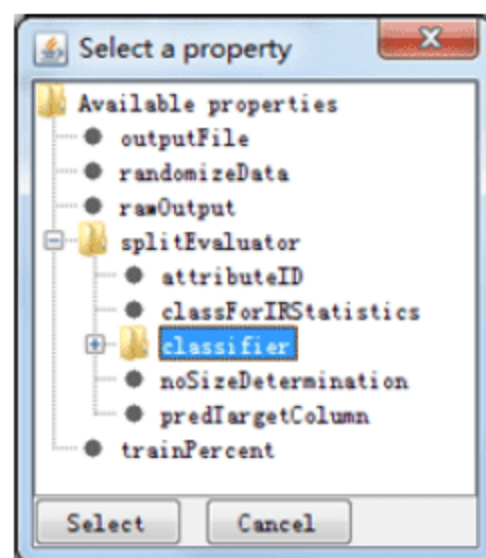 Select a property
Available properties
outputFile
randomizeData
rawOutput
splitEvaluator
attributeID
classForIRStatistics
classifier
noSizeDetermination
predTargetColumn
trainPercent
Select
Cancel